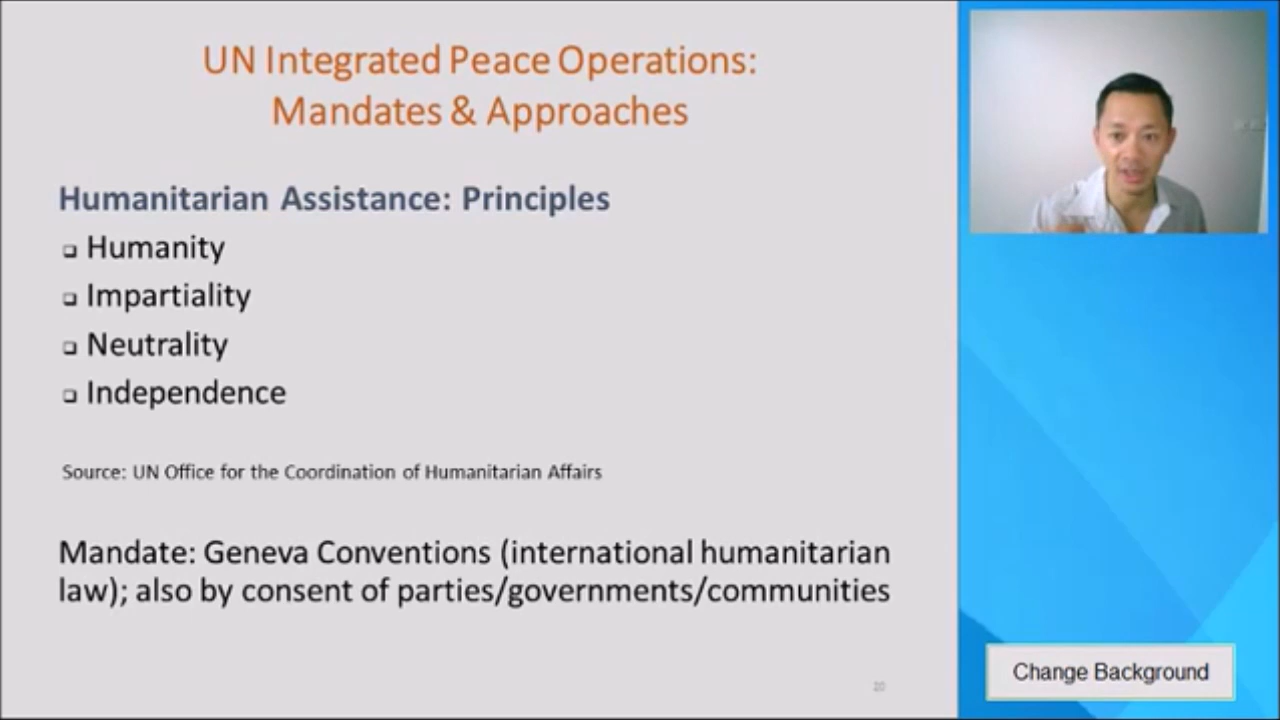 UN Integrated Peace Operations:
Mandates & Approaches
Humanitarian Assistance: Principles
Humanity
Impartiality
Neutrality
Independence
Source: UN Office for the Coordination of Humanitarian Affairs
Mandate: Geneva Conventions (international humanitarian
law); also by consent of parties/governments/communities
Change Background